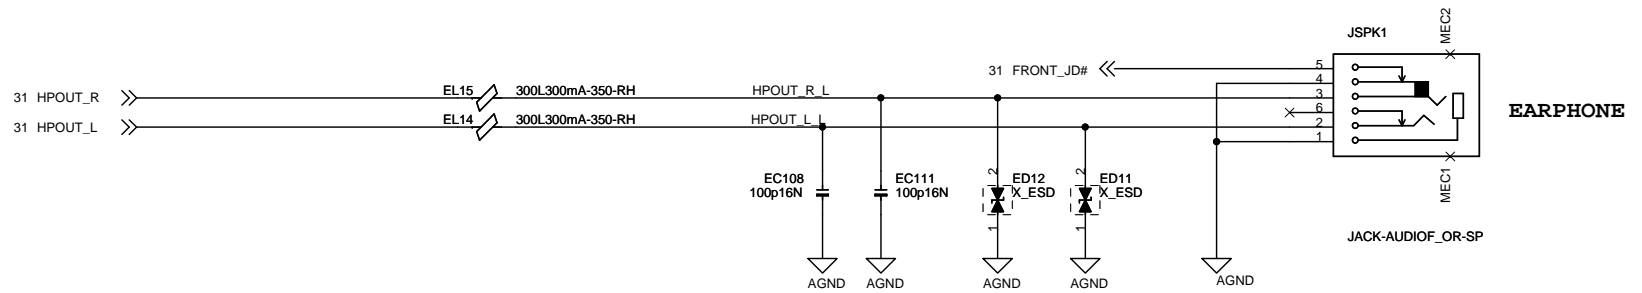 JSPK1
MEC2
31 FRONT_JD#
5
4
31 HPOUT_R
EL15
300L300mA-350-RH
HPOUT_R_L
3
6
31 HPOUT_L
EL14
300L300mA-350-RH
HPOUT_L_L
2
1
EARPHONE
MEC1
EC108
100p16N
EC111
100p16N
2
ED12
X_ESD
1
2
ED11
X_ESD
1
JACK-AUDIOF_OR-SP
AGND
AGND
AGND
AGND
AGND